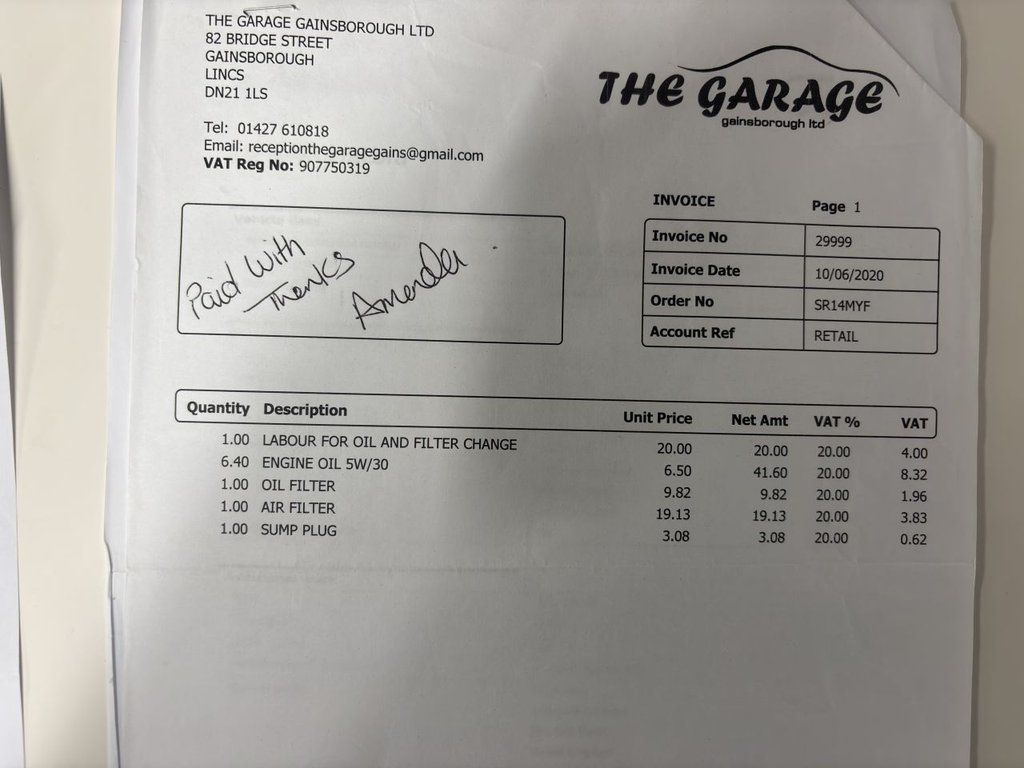 THE GARAGE GAINSBOROUGH LTD
82 BRIDGE STREET
GAINSBOROUGH
LINCS
DN21 1LS
THE GARAGE
gainsborough ltd
Tel: 01427 610818
Email: receptionthegaragegains@gmail.com
VAT Reg No: 907750319
INVOICE Page 1
Invoice No 29999
Invoice Date 10/06/2020
Order No SR14MYF
Account Ref RETAIL
Paid With
Thanks
Amanda
Quantity Description Unit Price Net Amt VAT % VAT
1.00 LABOUR FOR OIL AND FILTER CHANGE 20.00 20.00 20.00 4.00
6.40 ENGINE OIL 5W/30 6.50 41.60 20.00 8.32
1.00 OIL FILTER 9.82 9.82 20.00 1.96
1.00 AIR FILTER 19.13 19.13 20.00 3.83
1.00 SUMP PLUG 3.08 3.08 20.00 0.62